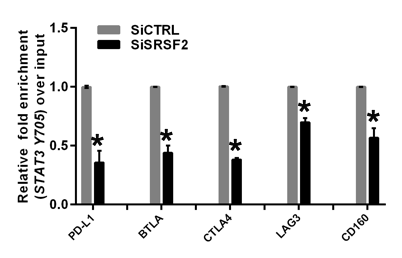 SiCTRL
SiSRSF2
Relative fold enrichment
(STAT3 Y705) over input
1.5
1.0
0.5
0.0
* * * * *
PD-L1 BTLA CTLA4 LAG3 CD160